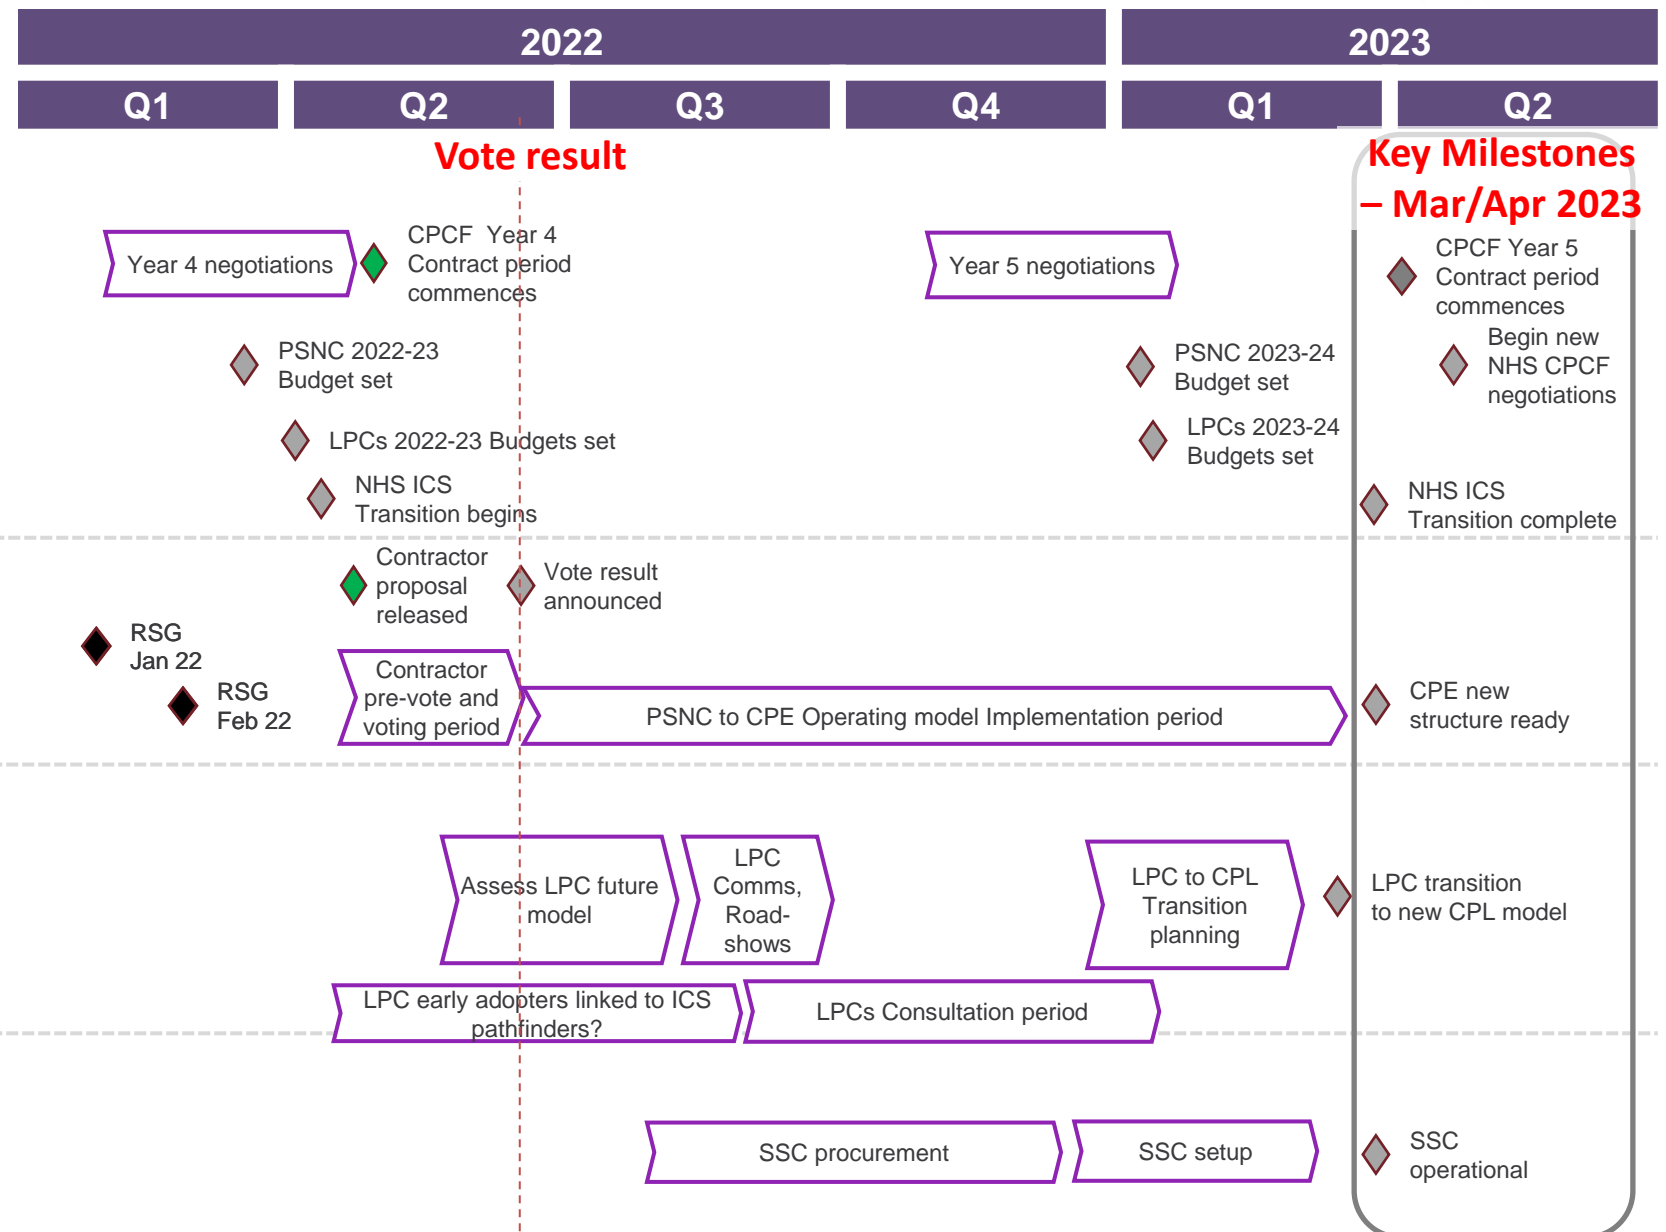 2022
2023
Q1
Q2
Q3
Q4
Q1
Q2
Vote result
Key Milestones
– Mar/Apr 2023
Year 4 negotiations
CPCF Year 4
Contract period
commences
Year 5 negotiations
CPCF Year 5
Contract period
commences
PSNC 2022-23
Budget set
PSNC 2023-24
Budget set
Begin new
NHS CPCF
negotiations
LPCs 2022-23 Budgets set
LPCs 2023-24
Budgets set
NHS ICS
Transition begins
NHS ICS
Transition complete
Contractor
proposal
released
Vote result
announced
RSG
Jan 22
RSG
Feb 22
Contractor
pre-vote and
voting period
PSNC to CPE Operating model Implementation period
CPE new
structure ready
Assess LPC future
model
LPC
Comms,
Road-
shows
LPC to CPL
Transition
planning
LPC transition
to new CPL model
LPC early adopters linked to ICS
pathfinders?
LPCs Consultation period
SSC procurement
SSC setup
SSC
operational